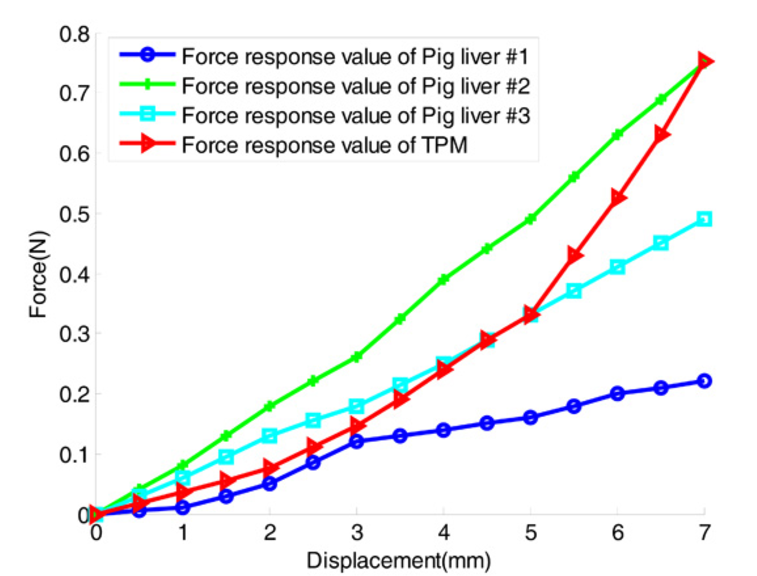 0.8
0.7
0.6
0.5
0.4
0.3
0.2
0.1
0
Force(N)
Force response value of Pig liver #1
Force response value of Pig liver #2
Force response value of Pig liver #3
Force response value of TPM
0 1 2 3 4 5 6 7
Displacement(mm)